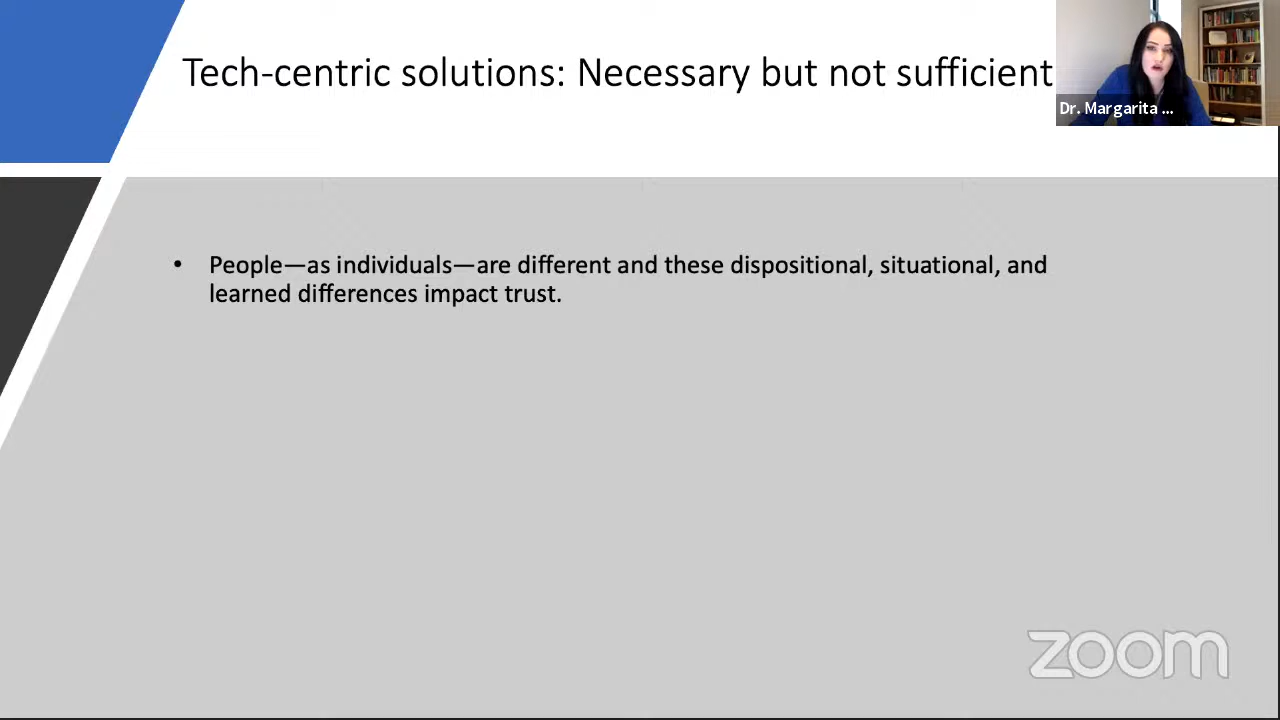 Tech-centric solutions: Necessary but not sufficient
Dr. Margarita ...
• People—as individuals—are different and these dispositional, situational, and
learned differences impact trust.
zoom